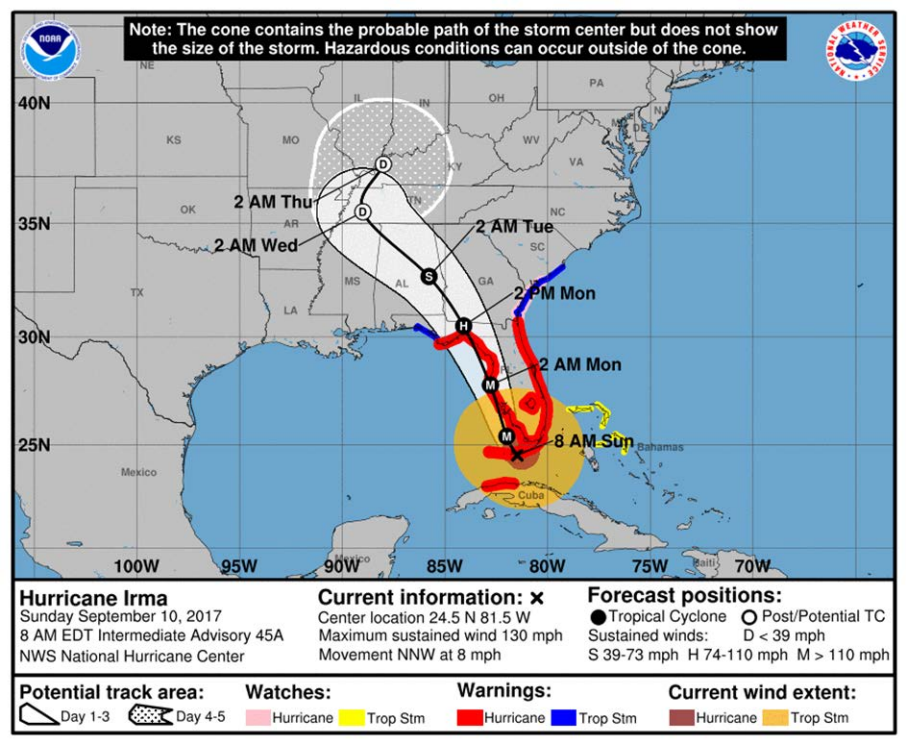 Note: The cone contains the probable path of the storm center but does not show
the size of the storm. Hazardous conditions can occur outside of the cone.
NOAA
NATIONAL WEATHER SERVICE
NE
IL
IN
OH
PA
CT
NJ
40N
KS
MO
WV
DE
KY
VA
D
2 AM Thu
TN
OK
AR
NC
35N
D
2 AM Wed
2 AM Tue
SC
S
MS
AL
GA
TX
LA
2 PM Mon
H
30N
2 AM Mon
FL
M
M
8 AM Sun
25N
Bahamas
Mexico
Cuba
Mexico
Haiti
100W
95W
90W
85W
80W
75W
70W
Hurricane Irma
Sunday September 10, 2017
8 AM EDT Intermediate Advisory 45A
NWS National Hurricane Center
Current information: x
Center location 24.5 N 81.5 W
Maximum sustained wind 130 mph
Movement NNW at 8 mph
Forecast positions:
Tropical Cyclone Post/Potential TC
Sustained winds: D < 39 mph
S 39-73 mph H 74-110 mph M > 110 mph
Potential track area:
Day 1-3 Day 4-5
Watches:
Hurricane Trop Stm
Warnings:
Hurricane Trop Stm
Current wind extent:
Hurricane Trop Stm